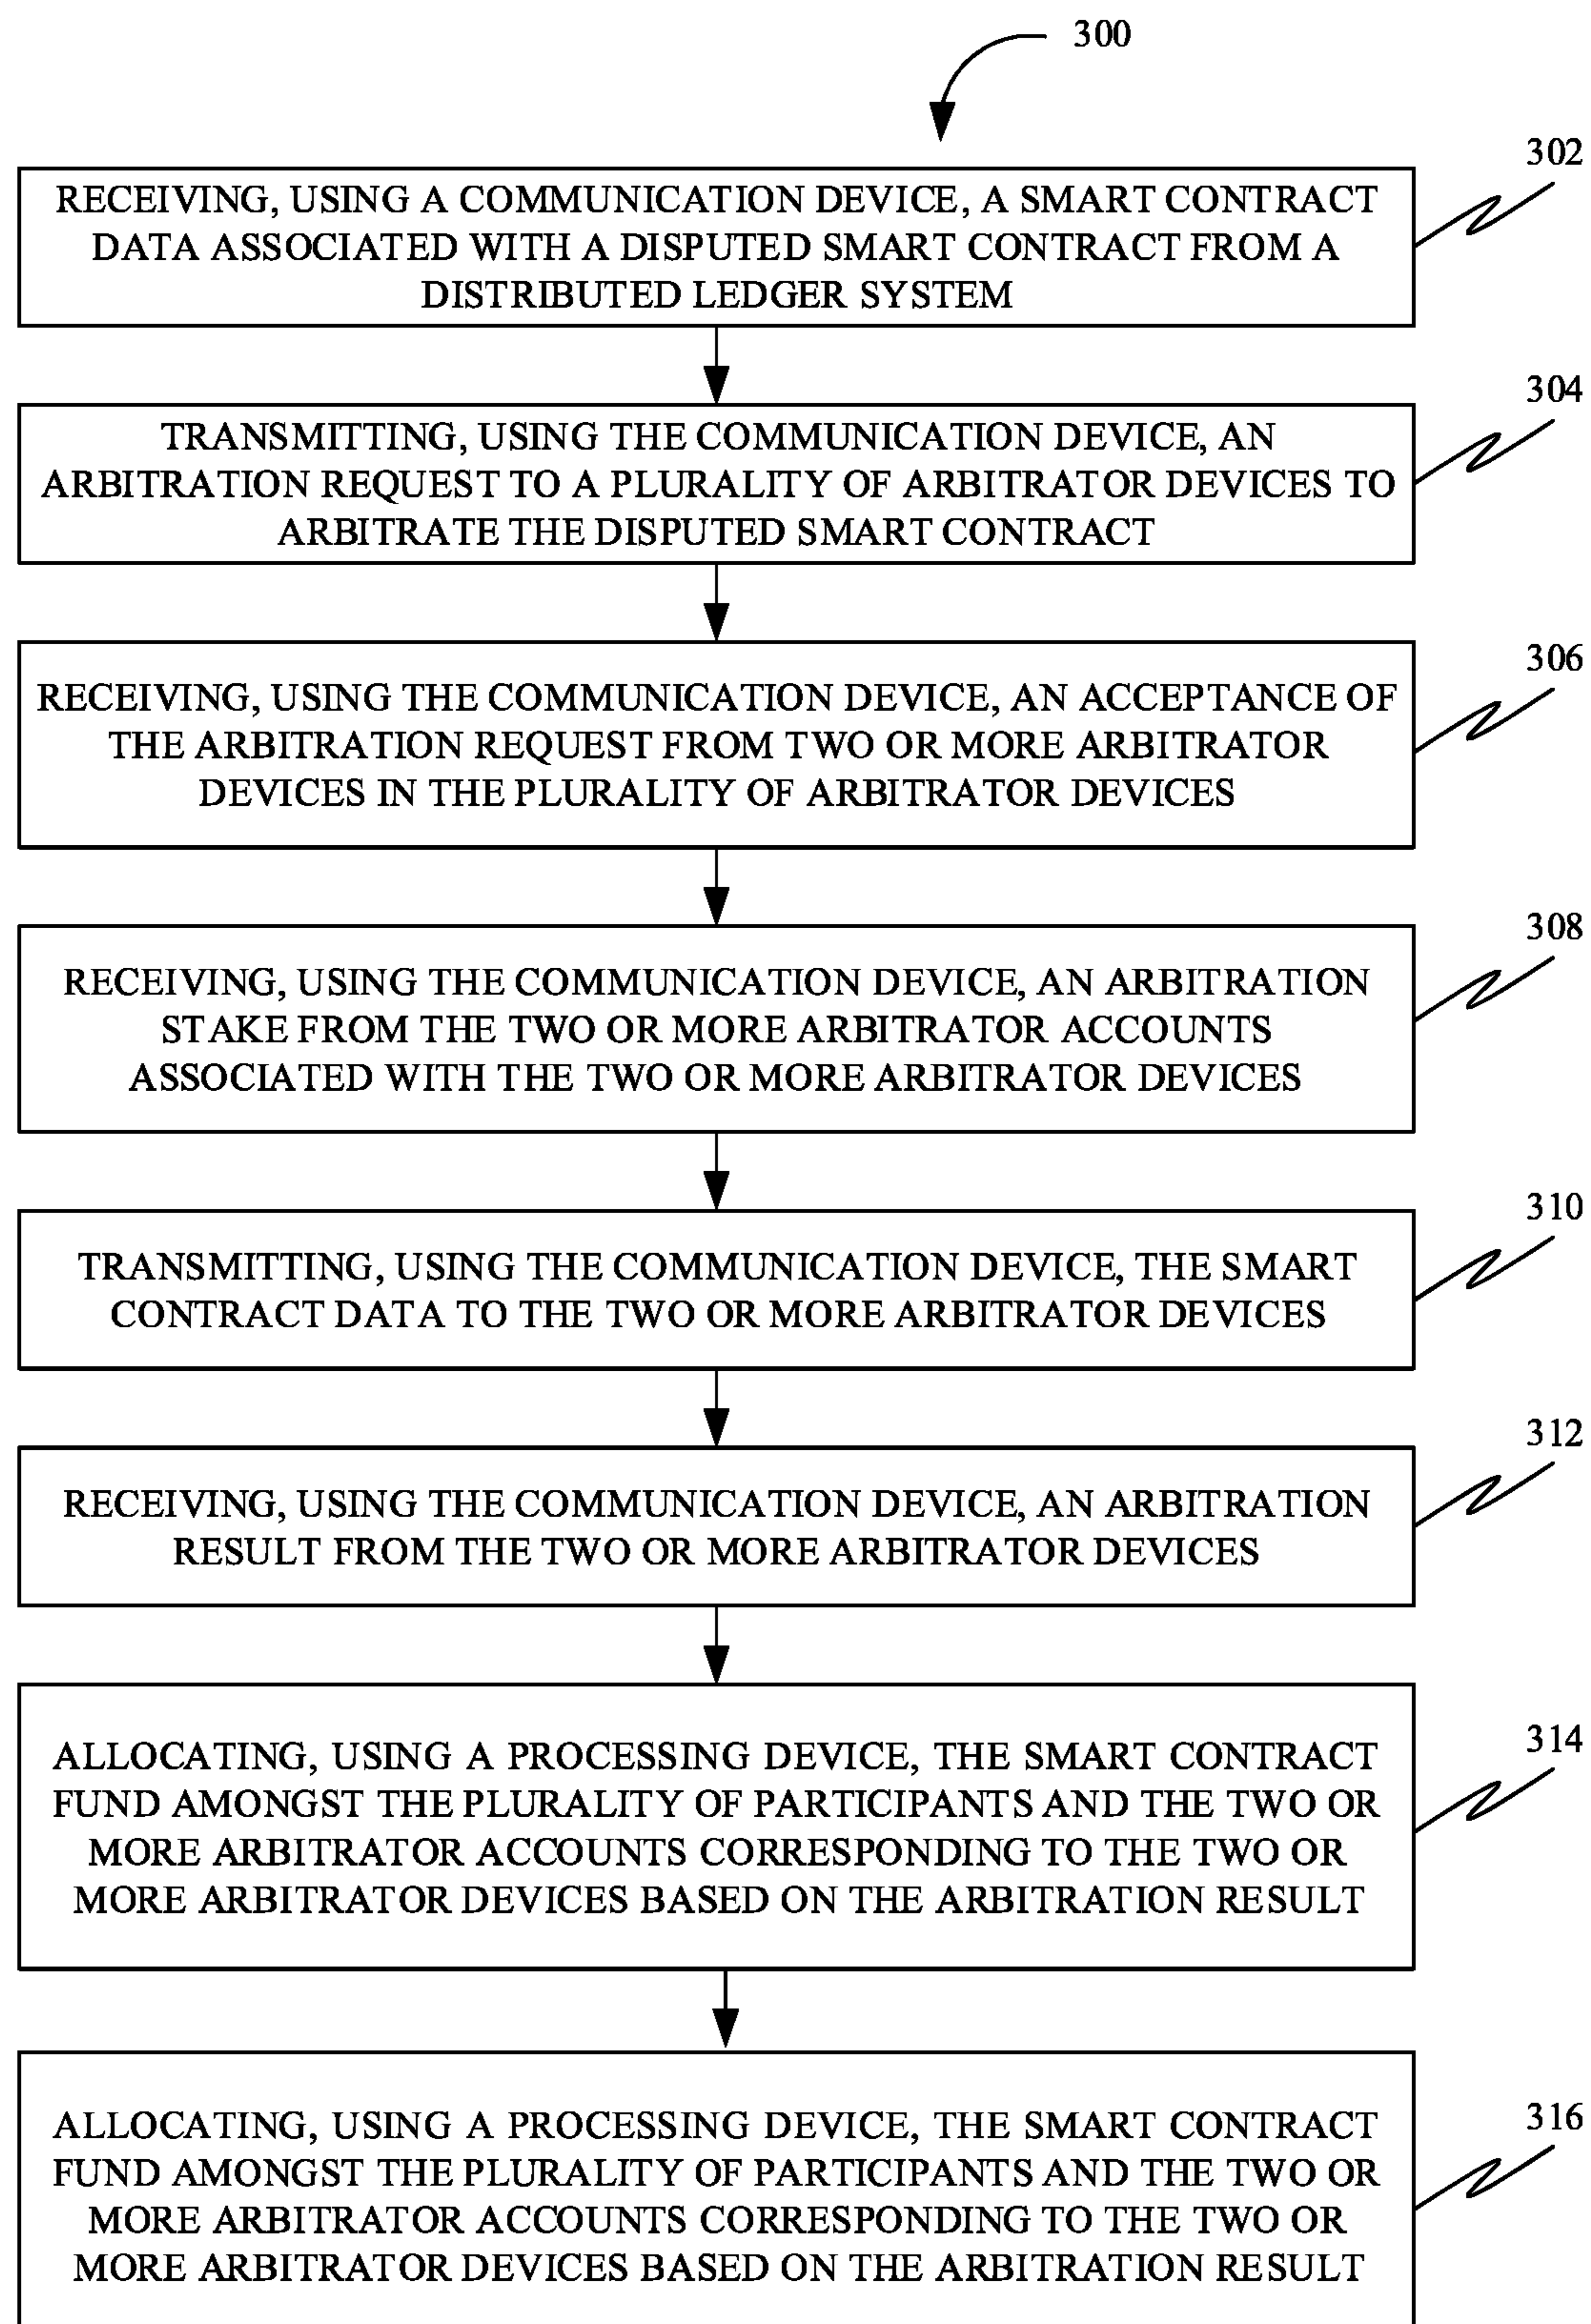 300
302
RECEIVING, USING A COMMUNICATION DEVICE, A SMART CONTRACT
DATA ASSOCIATED WITH A DISPUTED SMART CONTRACT FROM A
DISTRIBUTED LEDGER SYSTEM
304
TRANSMITTING, USING THE COMMUNICATION DEVICE, AN
ARBITRATION REQUEST TO A PLURALITY OF ARBITRATOR DEVICES TO
ARBITRATE THE DISPUTED SMART CONTRACT
306
RECEIVING, USING THE COMMUNICATION DEVICE, AN ACCEPTANCE OF
THE ARBITRATION REQUEST FROM TWO OR MORE ARBITRATOR
DEVICES IN THE PLURALITY OF ARBITRATOR DEVICES
308
RECEIVING, USING THE COMMUNICATION DEVICE, AN ARBITRATION
STAKE FROM THE TWO OR MORE ARBITRATOR ACCOUNTS
ASSOCIATED WITH THE TWO OR MORE ARBITRATOR DEVICES
310
TRANSMITTING, USING THE COMMUNICATION DEVICE, THE SMART
CONTRACT DATA TO THE TWO OR MORE ARBITRATOR DEVICES
312
RECEIVING, USING THE COMMUNICATION DEVICE, AN ARBITRATION
RESULT FROM THE TWO OR MORE ARBITRATOR DEVICES
314
ALLOCATING, USING A PROCESSING DEVICE, THE SMART CONTRACT
FUND AMONGST THE PLURALITY OF PARTICIPANTS AND THE TWO OR
MORE ARBITRATOR ACCOUNTS CORRESPONDING TO THE TWO OR
MORE ARBITRATOR DEVICES BASED ON THE ARBITRATION RESULT
316
ALLOCATING, USING A PROCESSING DEVICE, THE SMART CONTRACT
FUND AMONGST THE PLURALITY OF PARTICIPANTS AND THE TWO OR
MORE ARBITRATOR ACCOUNTS CORRESPONDING TO THE TWO OR
MORE ARBITRATOR DEVICES BASED ON THE ARBITRATION RESULT